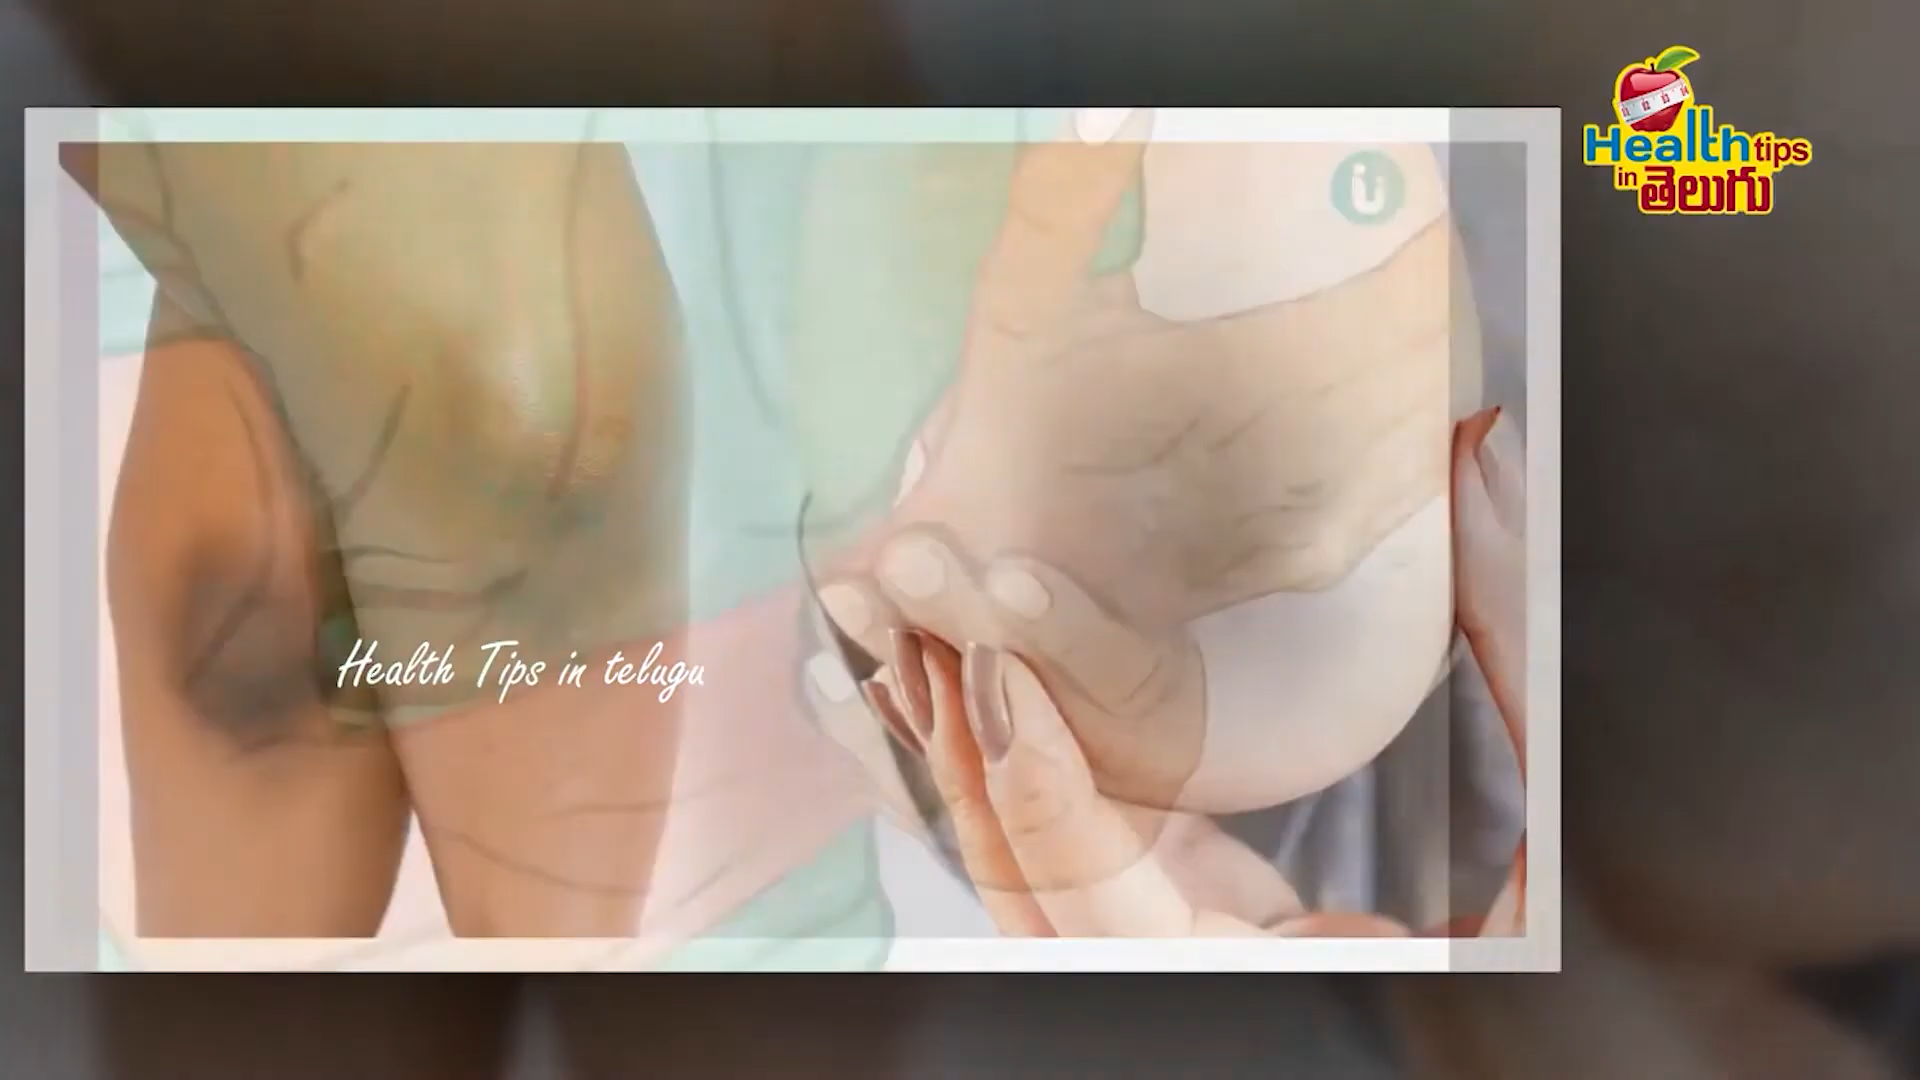 Health tips
in తెలుగు
Health Tips in telugu